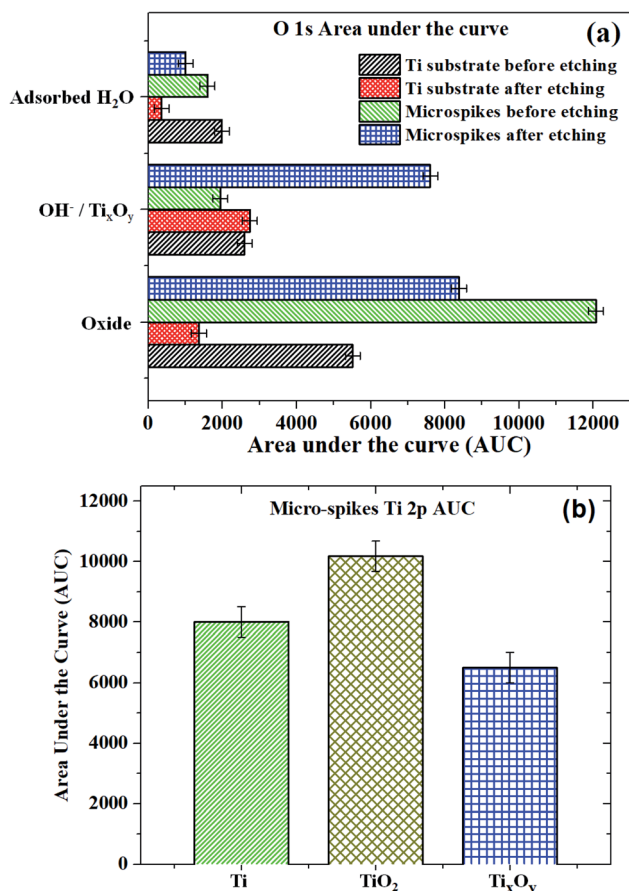 O 1s Area under the curve
(a)
Ti substrate before etching
Ti substrate after etching
Microspikes before etching
Microspikes after etching
Adsorbed H₂O
OH⁻ / TiₓOᵧ
Oxide
0 2000 4000 6000 8000 10000 12000
Area under the curve (AUC)
Micro-spikes Ti 2p AUC
(b)
Area Under the Curve (AUC)
12000
10000
8000
6000
4000
2000
0
Ti TiO₂ TiₓOᵧ